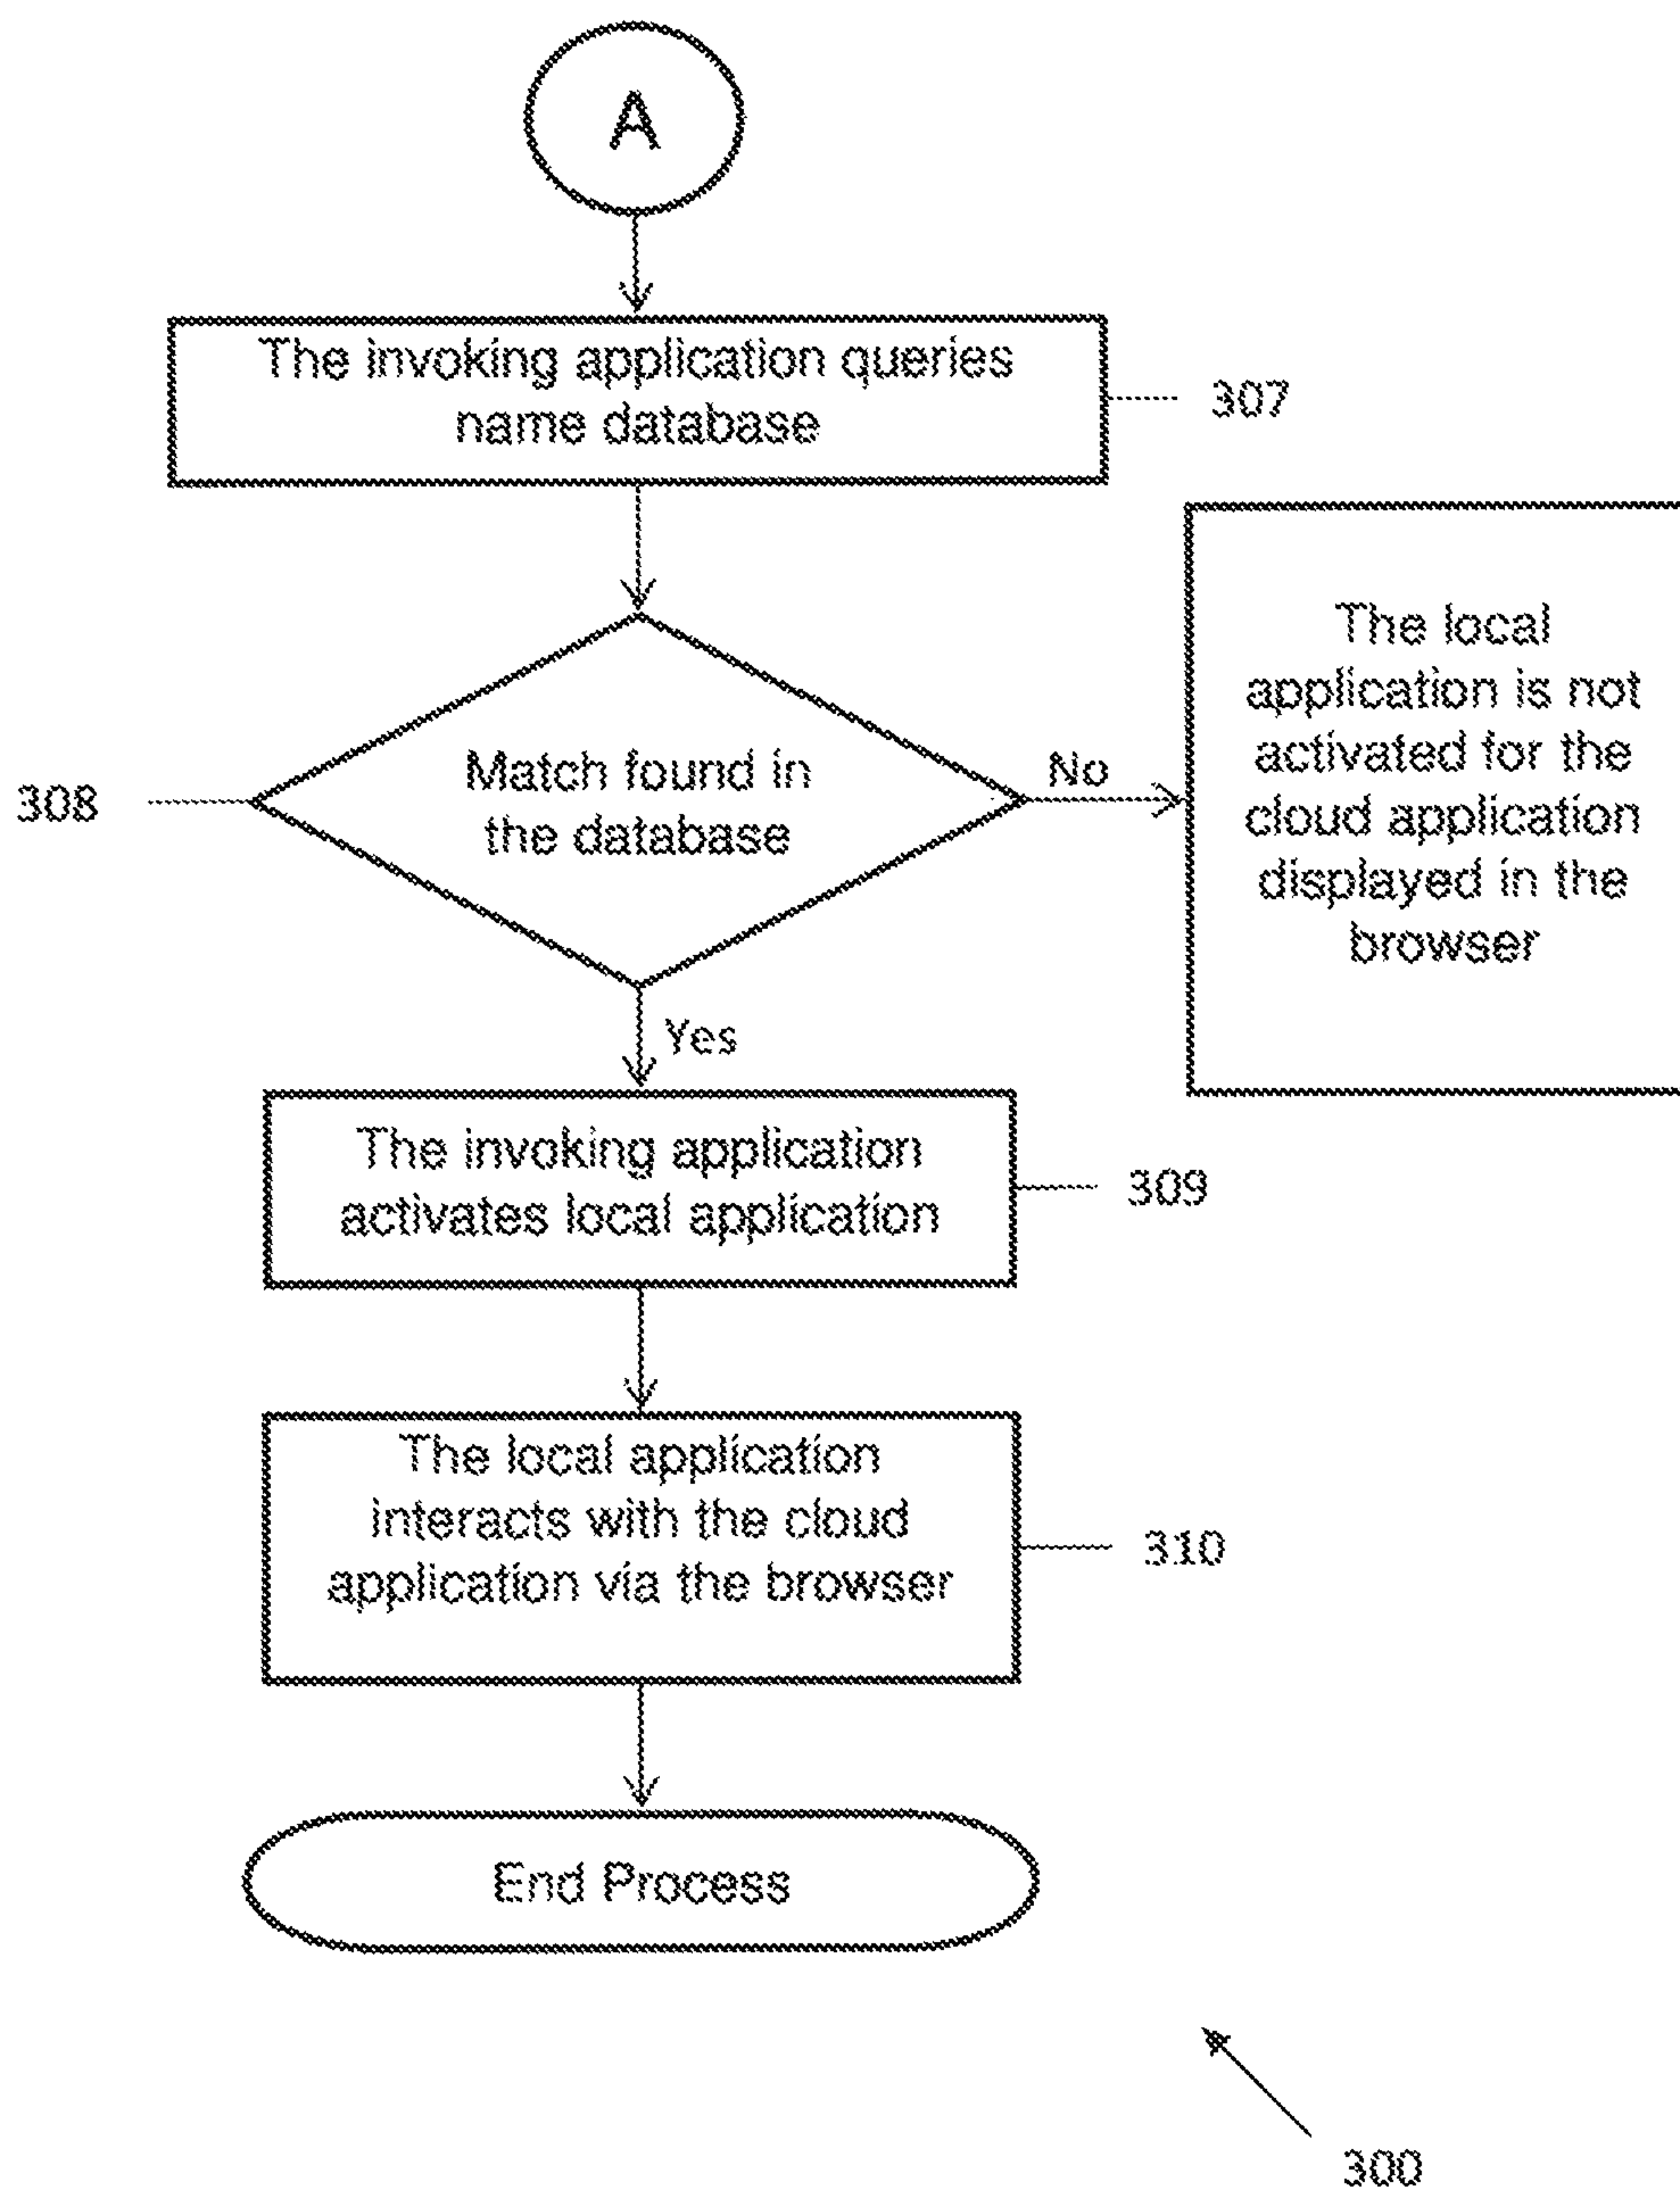 A
The invoking application queries
name database
307
308
Match found in
the database
No
The local
application is not
activated for the
cloud application
displayed in the
browser
Yes
The invoking application
activates local application
309
The local application
interacts with the cloud
application via the browser
310
End Process
300